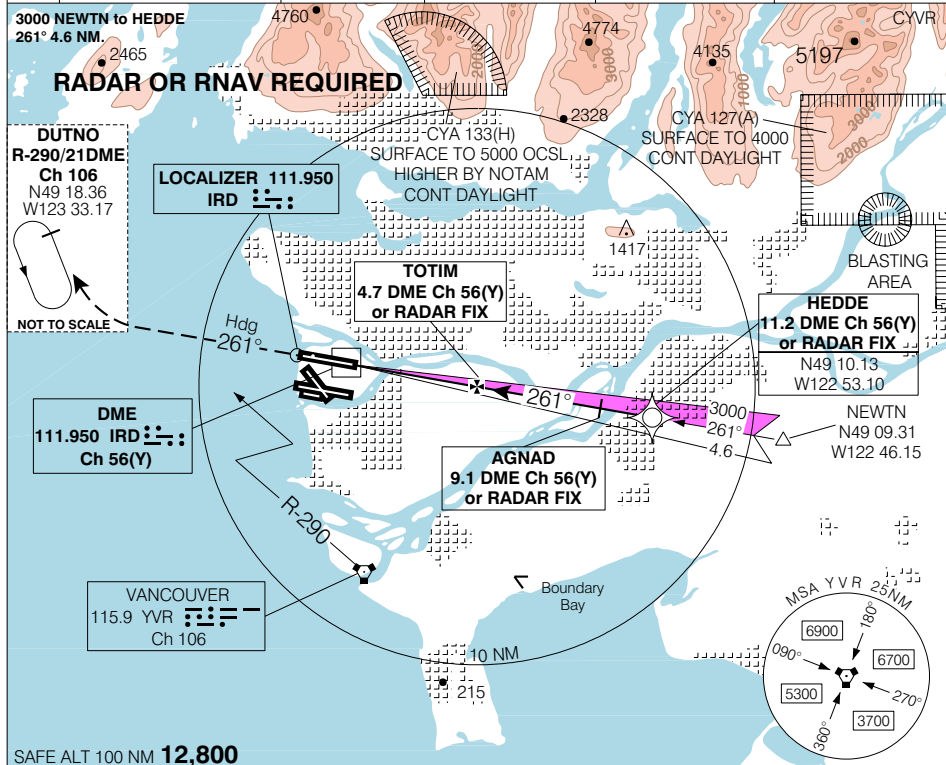 3000 NEWTN to HEDDE
261° 4.6 NM.
2465
4760
4774
4135
5197
CYVR
2000
3000
1000
3000
2000
RADAR OR RNAV REQUIRED
2328
CYA 133(H)
SURFACE TO 5000 OCSL
HIGHER BY NOTAM
CONT DAYLIGHT
CYA 127(A)
SURFACE TO 4000
CONT DAYLIGHT
DUTNO
R-290/21DME
Ch 106
N49 18.36
W123 33.17
NOT TO SCALE
LOCALIZER 111.950
IRD
1417
BLASTING
AREA
TOTIM
4.7 DME Ch 56(Y)
or RADAR FIX
HEDDE
11.2 DME Ch 56(Y)
or RADAR FIX
N49 10.13
W122 53.10
Hdg
261°
261°
3000
261°
4.6
NEWTN
N49 09.31
W122 46.15
DME
111.950 IRD
Ch 56(Y)
AGNAD
9.1 DME Ch 56(Y)
or RADAR FIX
R-290
VANCOUVER
115.9 YVR
Ch 106
Boundary
Bay
10 NM
215
MSA YVR 25NM
6900
180°
090°
6700
5300
270°
3700
360°
SAFE ALT 100 NM 12,800